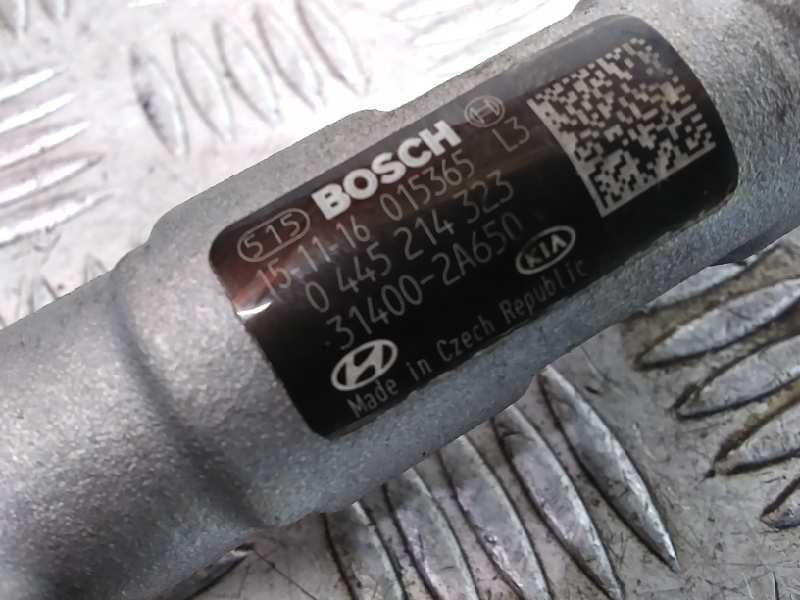 515 BOSCH
15-11-16 015365 L3
0 445 214 323
31400-2A650 KIA
Made in Czech Republic